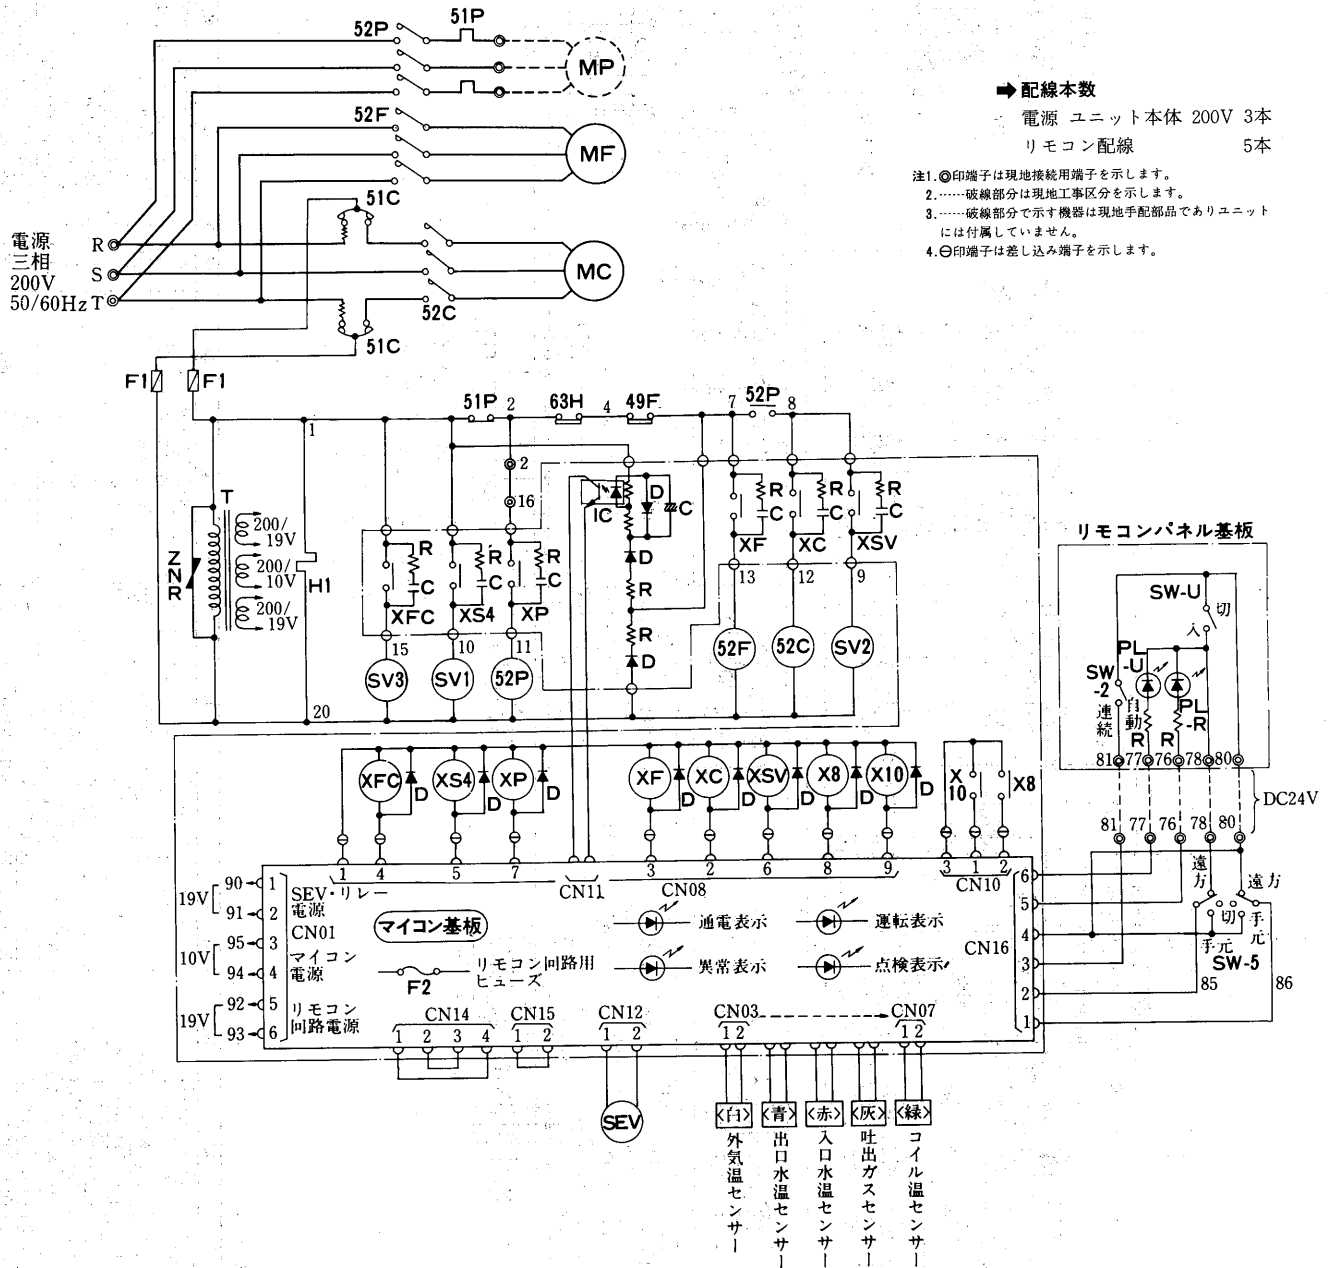 52P
51P
MP
52F
MF
51C
MC
52C
51C
電源
三相
200V
50/60Hz
R
S
T
➡配線本数
電源 ユニット本体 200V 3本
リモコン配線 5本
注1.◎印端子は現地接続用端子を示します。
2.------破線部分は現地工事区分を示します。
3.------破線部分で示す機器は現地手配部品でありユニット
には付属していません。
4.⊖印端子は差し込み端子を示します。
F1
F1
1
51P
2
63H
4
49F
7
52P
8
2
16
IC
D
C
R
C
XF
R
C
XC
R
C
XSV
T
ZNR
200/
19V
200/
10V
200/
19V
H1
R
C
XFC
R
C
XS4
R
C
XP
D
R
R
D
13
12
9
15
10
11
SV3
SV1
52P
52F
52C
SV2
20
リモコンパネル基板
SW-U
切
入
PL
-U
SW
-2
連続
自動
PL
-R
R
R
81 77 76 78 80
DC24V
81 77 76 78 80
XFC
D
XS4
D
XP
D
XF
D
XC
D
XSV
D
X8
D
X10
D
X
10
X8
1 4 5 7
CN11
3 2 6 8 9
CN08
3 1 2
CN10
遠方
遠方
切
手元
手元
SW-5
85
86
19V
90
91
10V
95
94
19V
92
93
1
2
3
4
5
6
SEV・リレー
電源
CN01
マイコン
電源
リモコン
回路電源
マイコン基板
F2
リモコン回路用
ヒューズ
通電表示
運転表示
異常表示
点検表示
CN16
6
5
4
3
2
1
CN14
1 2 3 4
CN15
1 2
CN12
1 2
CN03
1 2
CN07
1 2
SEV
<白>
外気温センサー
<青>
出口水温センサー
<赤>
入口水温センサー
<灰>
吐出ガスセンサー
<緑>
コイル温センサー